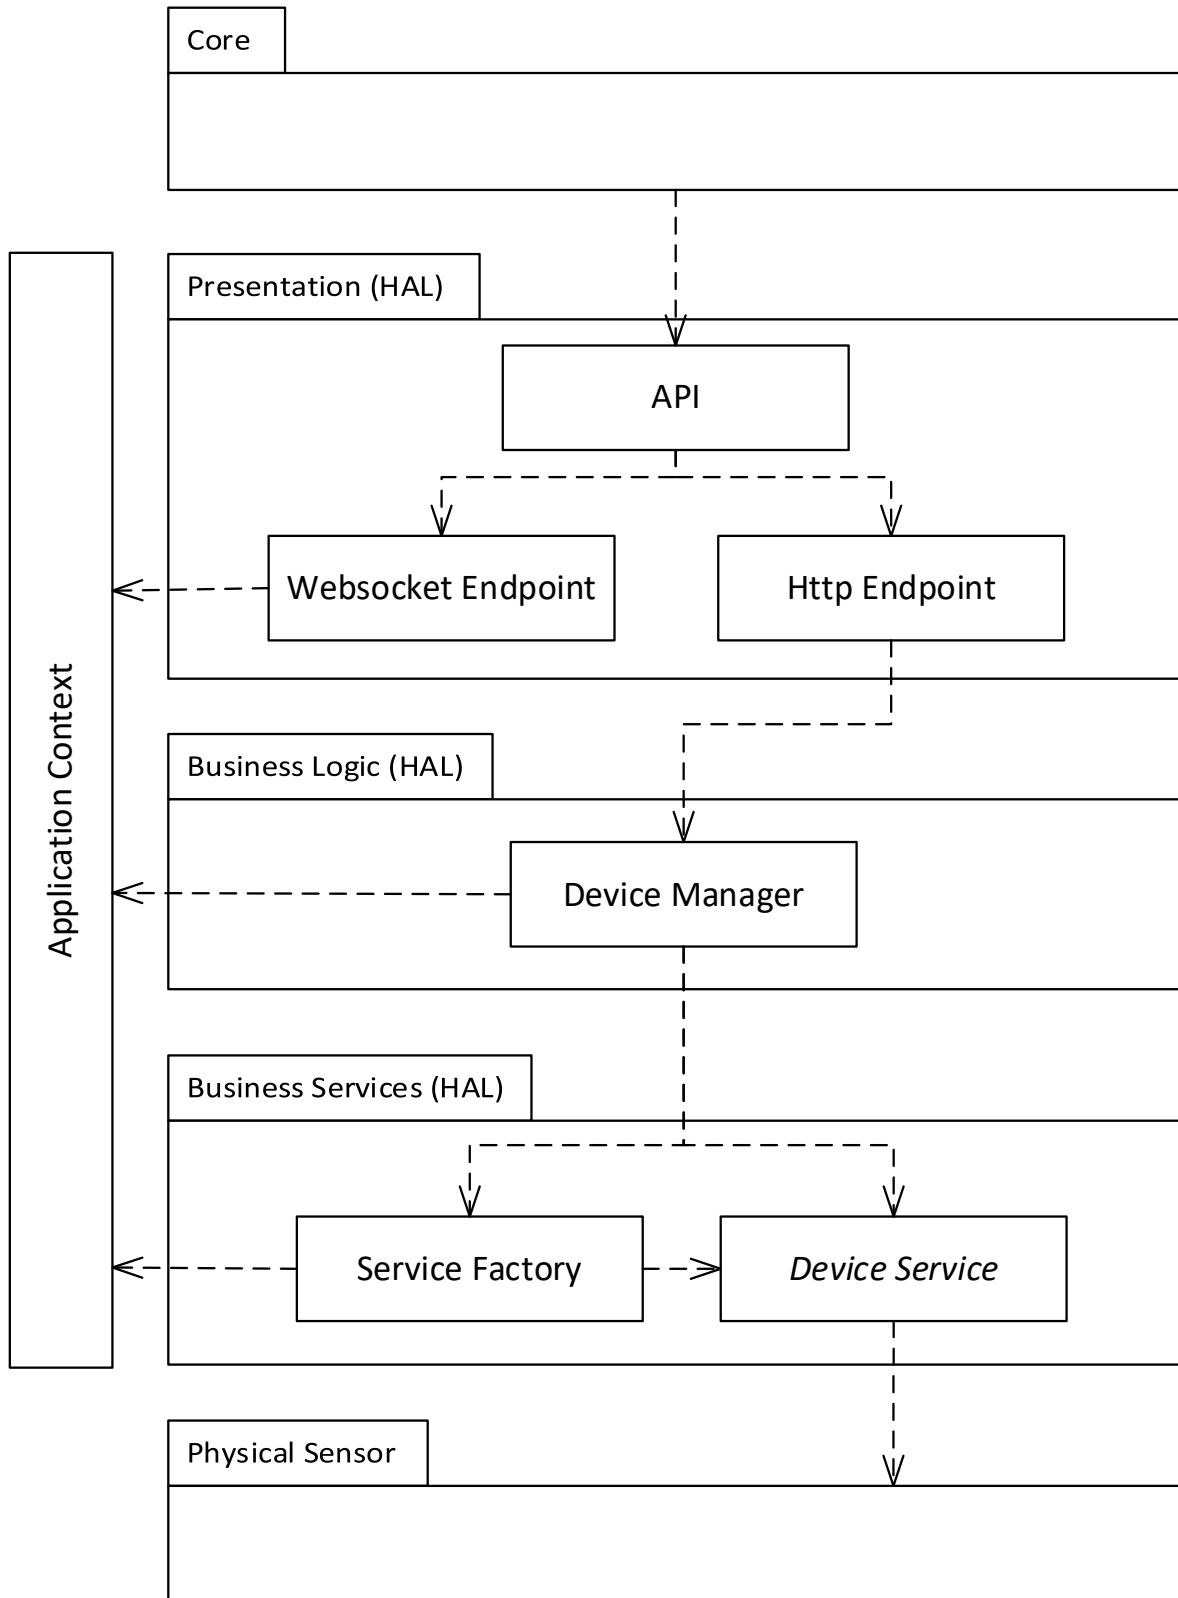 Core
Presentation (HAL)
API
Websocket Endpoint
Http Endpoint
Application Context
Business Logic (HAL)
Device Manager
Business Services (HAL)
Service Factory
Device Service
Physical Sensor